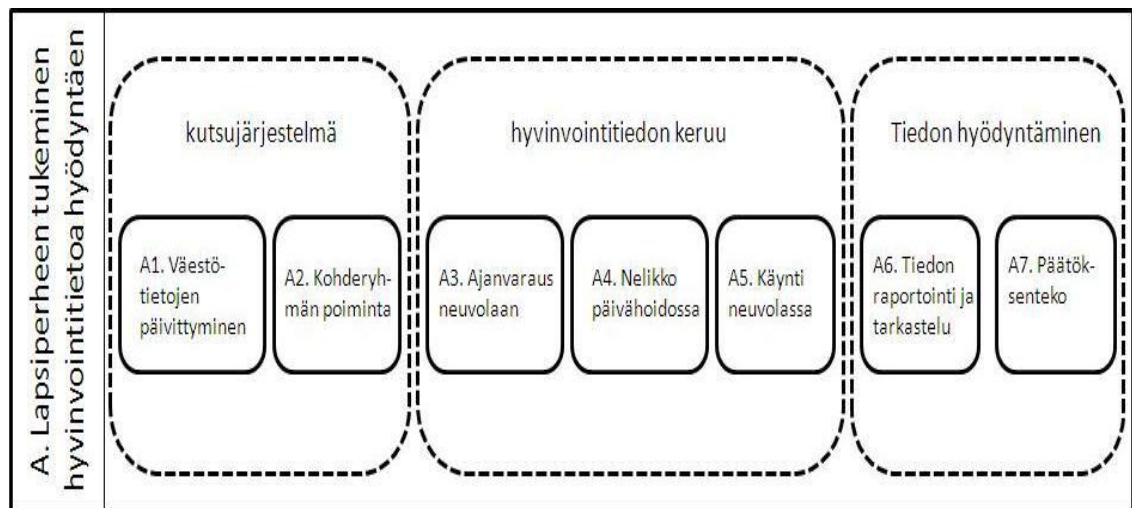 A. Lapsiperheen tukeminen
hyvinvointitietoa hyödyntäen
kutsujärjestelmä
A1. Väestö-
tietojen
päivittyminen
A2. Kohderyh-
män poiminta
hyvinvointitiedon keruu
A3. Ajanvaraus
neuvolaan
A4. Nelikko
päivähoidossa
A5. Käynti
neuvolassa
Tiedon hyödyntäminen
A6. Tiedon
raportointi ja
tarkastelu
A7. Päätök-
senteko